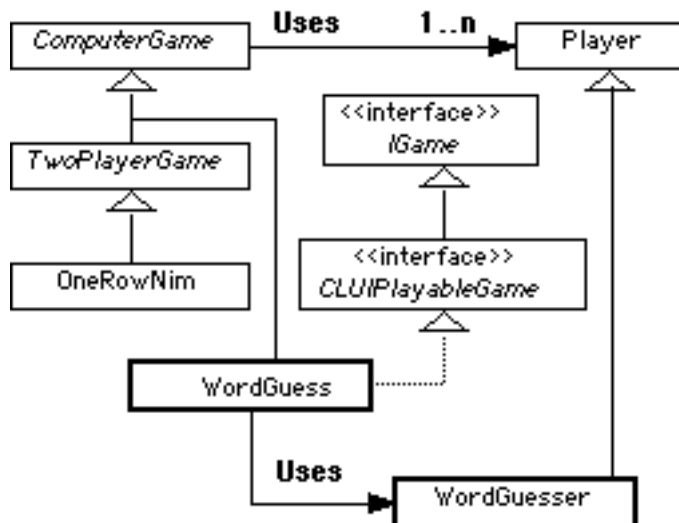 ComputerGame
Uses
1..n
Player
<<interface>>
IGame
TwoPlayerGame
<<interface>>
CLUIPlayableGame
OneRowNim
WordGuess
Uses
WordGuesser